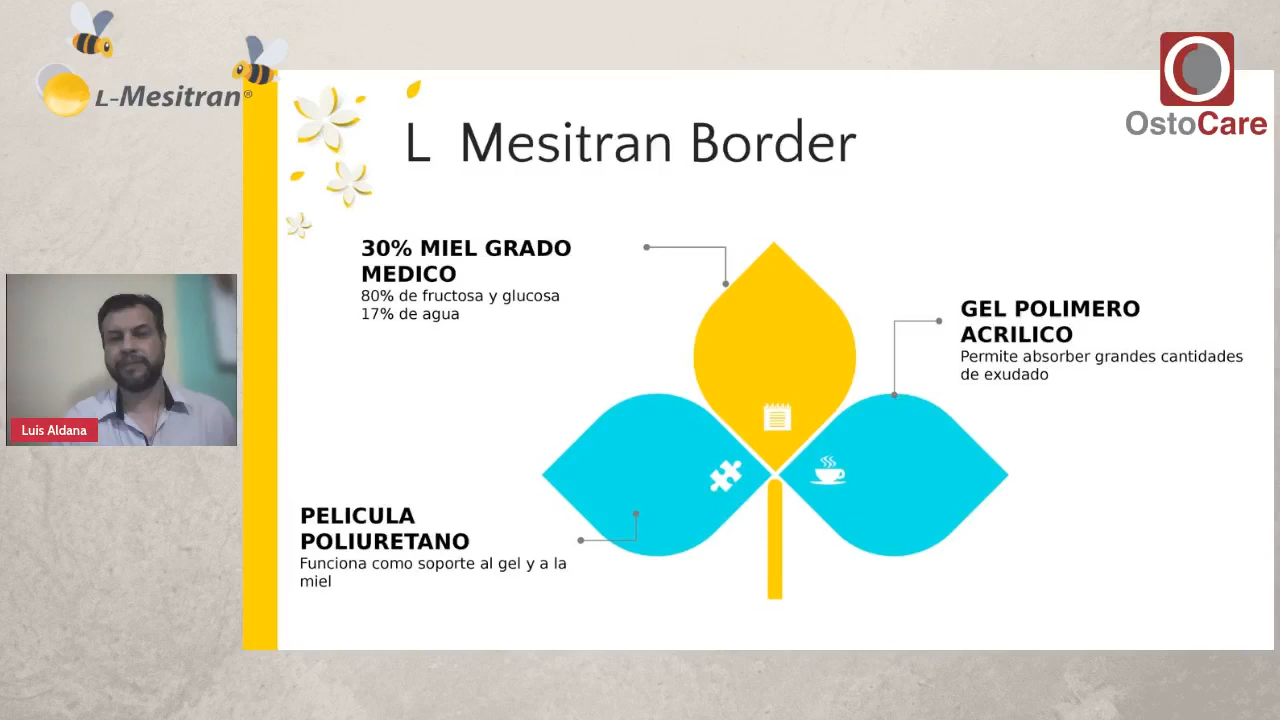 L-Mesitran®
OstoCare
L Mesitran Border
30% MIEL GRADO
MEDICO
80% de fructosa y glucosa
17% de agua
GEL POLIMERO
ACRILICO
Permite absorber grandes cantidades
de exudado
Luis Aldana
PELICULA
POLIURETANO
Funciona como soporte al gel y a la
miel